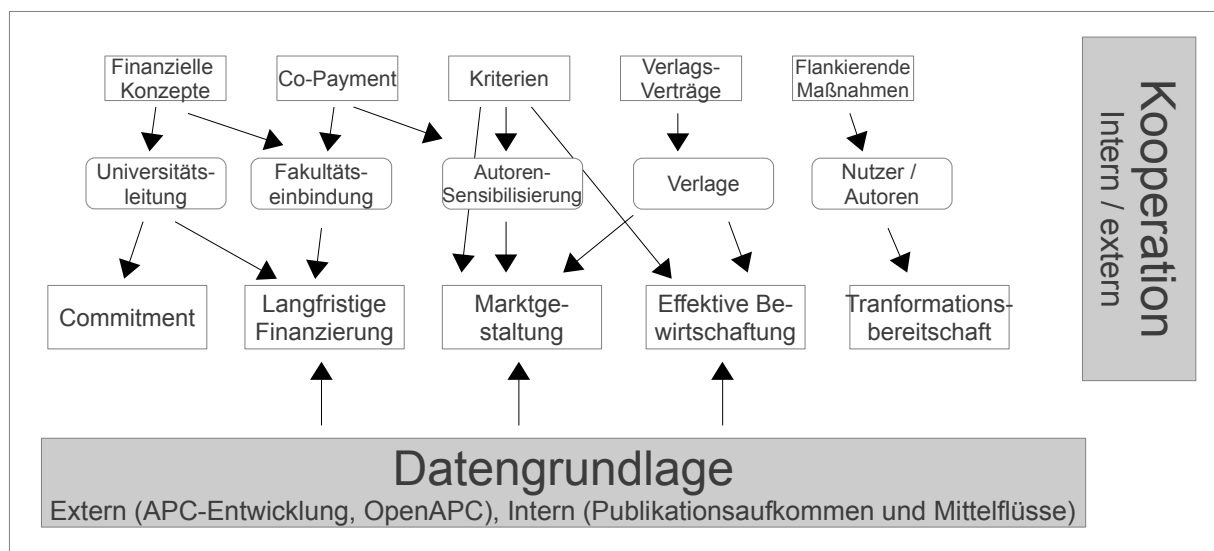 Finanzielle
Konzepte
Co-Payment
Kriterien
Verlags-
Verträge
Flankierende
Maßnahmen
Universitäts-
leitung
Fakultäts-
einbindung
Autoren-
Sensibilisierung
Verlage
Nutzer /
Autoren
Commitment
Langfristige
Finanzierung
Marktge-
staltung
Effektive Be-
wirtschaftung
Tranformations-
bereitschaft
Kooperation
Intern / extern
Datengrundlage
Extern (APC-Entwicklung, OpenAPC), Intern (Publikationsaufkommen und Mittelflüsse)